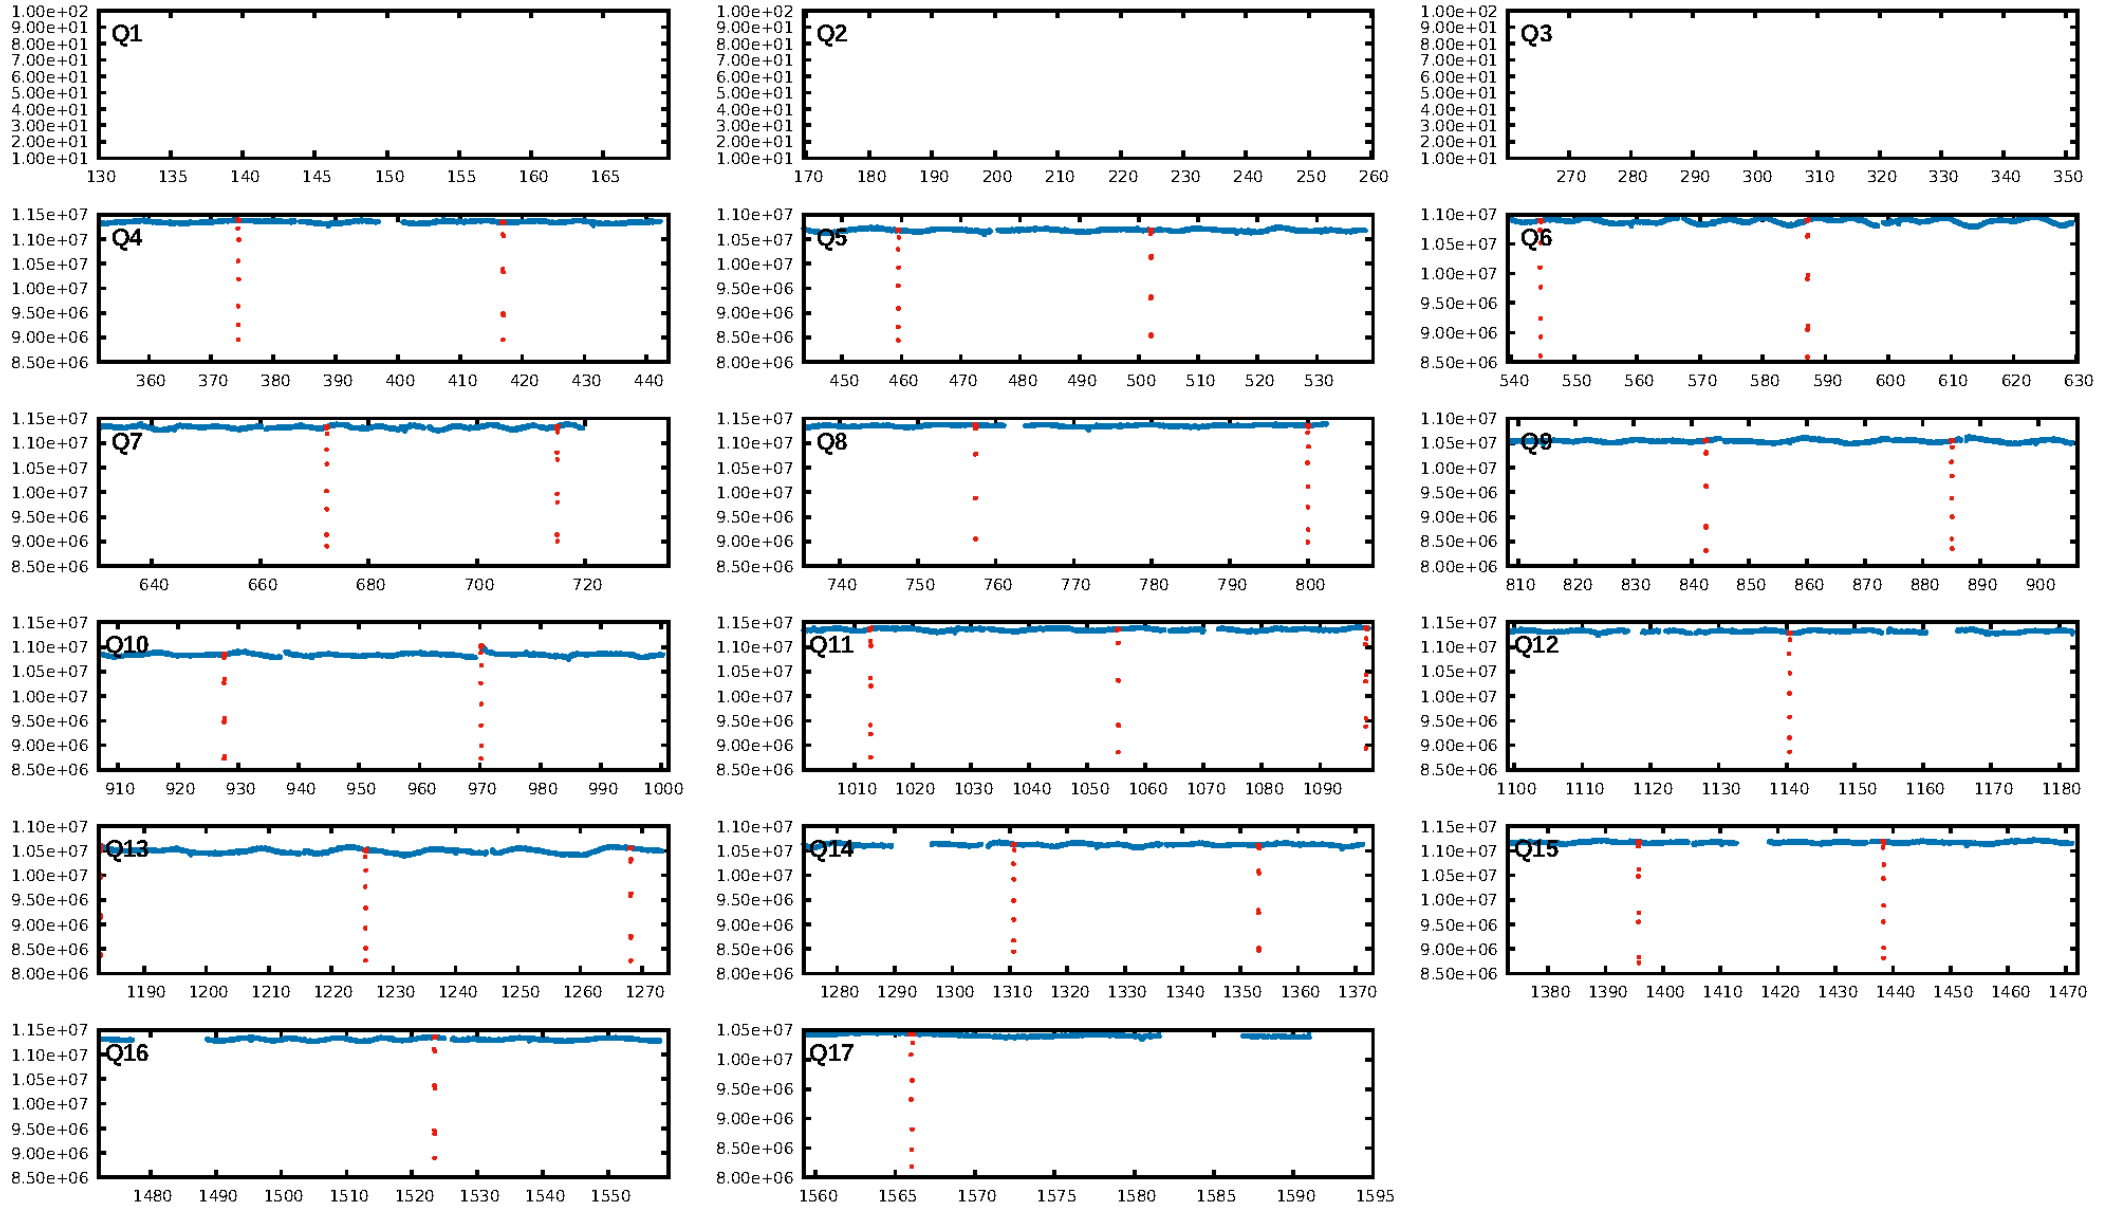 1.00e+02 9.00e+01 8.00e+01 7.00e+01 6.00e+01 5.00e+01 4.00e+01 3.00e+01 2.00e+01 1.00e+01
Q1
130 135 140 145 150 155 160 165
1.00e+02 9.00e+01 8.00e+01 7.00e+01 6.00e+01 5.00e+01 4.00e+01 3.00e+01 2.00e+01 1.00e+01
Q2
170 180 190 200 210 220 230 240 250 260
1.00e+02 9.00e+01 8.00e+01 7.00e+01 6.00e+01 5.00e+01 4.00e+01 3.00e+01 2.00e+01 1.00e+01
Q3
270 280 290 300 310 320 330 340 350
1.15e+07 1.10e+07 1.05e+07 1.00e+07 9.50e+06 9.00e+06 8.50e+06
Q4
360 370 380 390 400 410 420 430 440
1.10e+07 1.05e+07 1.00e+07 9.50e+06 9.00e+06 8.50e+06 8.00e+06
Q5
450 460 470 480 490 500 510 520 530
1.10e+07 1.05e+07 1.00e+07 9.50e+06 9.00e+06 8.50e+06
Q6
540 550 560 570 580 590 600 610 620 630
1.15e+07 1.10e+07 1.05e+07 1.00e+07 9.50e+06 9.00e+06 8.50e+06
Q7
640 660 680 700 720
1.15e+07 1.10e+07 1.05e+07 1.00e+07 9.50e+06 9.00e+06 8.50e+06
Q8
740 750 760 770 780 790 800
1.10e+07 1.05e+07 1.00e+07 9.50e+06 9.00e+06 8.50e+06 8.00e+06
Q9
810 820 830 840 850 860 870 880 890 900
1.15e+07 1.10e+07 1.05e+07 1.00e+07 9.50e+06 9.00e+06 8.50e+06
Q10
910 920 930 940 950 960 970 980 990 1000
1.15e+07 1.10e+07 1.05e+07 1.00e+07 9.50e+06 9.00e+06 8.50e+06
Q11
1010 1020 1030 1040 1050 1060 1070 1080 1090
1.15e+07 1.10e+07 1.05e+07 1.00e+07 9.50e+06 9.00e+06 8.50e+06
Q12
1100 1110 1120 1130 1140 1150 1160 1170 1180
1.10e+07 1.05e+07 1.00e+07 9.50e+06 9.00e+06 8.50e+06 8.00e+06
Q13
1190 1200 1210 1220 1230 1240 1250 1260 1270
1.10e+07 1.05e+07 1.00e+07 9.50e+06 9.00e+06 8.50e+06 8.00e+06
Q14
1280 1290 1300 1310 1320 1330 1340 1350 1360 1370
1.15e+07 1.10e+07 1.05e+07 1.00e+07 9.50e+06 9.00e+06 8.50e+06
Q15
1380 1390 1400 1410 1420 1430 1440 1450 1460 1470
1.15e+07 1.10e+07 1.05e+07 1.00e+07 9.50e+06 9.00e+06 8.50e+06
Q16
1480 1490 1500 1510 1520 1530 1540 1550
1.05e+07 1.00e+07 9.50e+06 9.00e+06 8.50e+06 8.00e+06
Q17
1560 1565 1570 1575 1580 1585 1590 1595